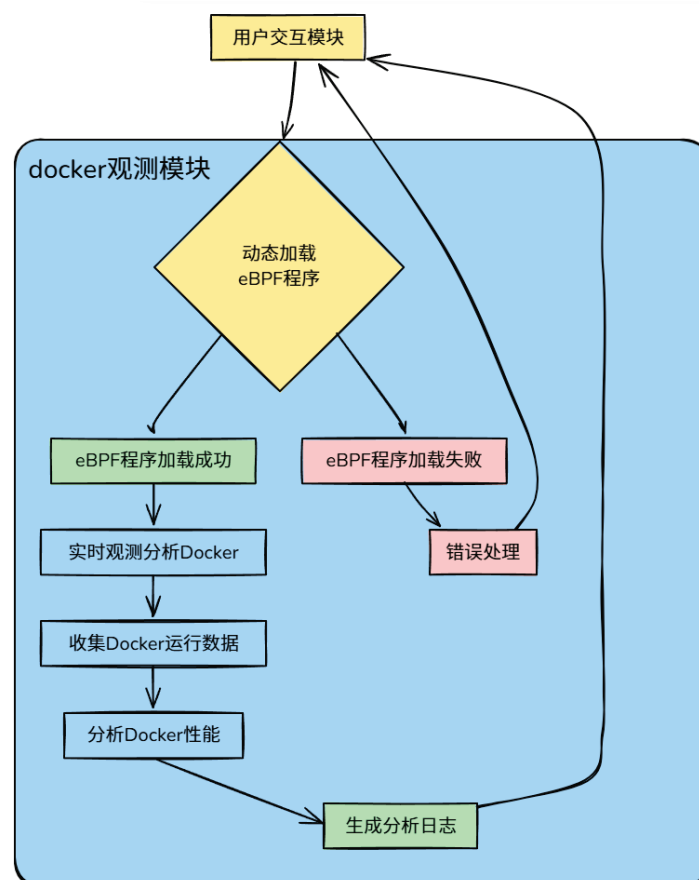 用户交互模块
docker观测模块
动态加载
eBPF程序
eBPF程序加载成功
eBPF程序加载失败
实时观测分析Docker
错误处理
收集Docker运行数据
分析Docker性能
生成分析日志